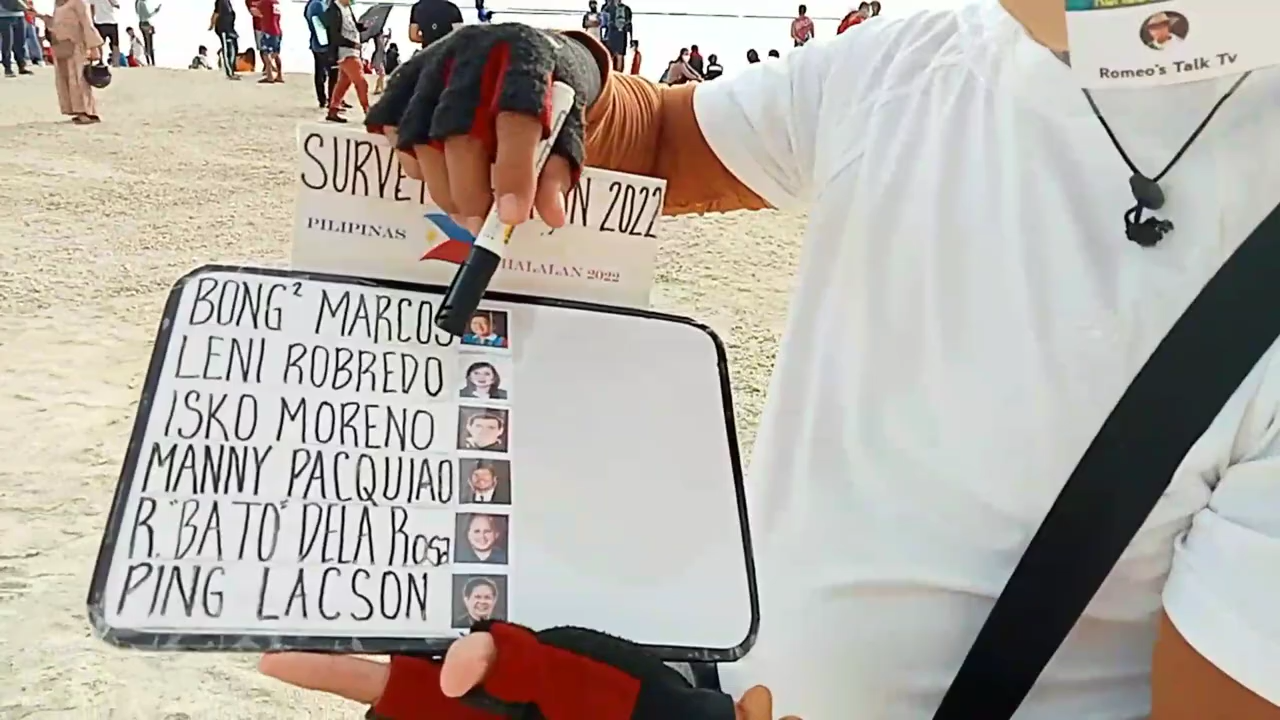 Romeo's Talk Tv
SURVEY 2022
PILIPINAS
HALALAN 2022
BONG² MARCOS
LENI ROBREDO
ISKO MORENO
MANNY PACQUIAO
R. "BATO" DELA Rosa
PING LACSON